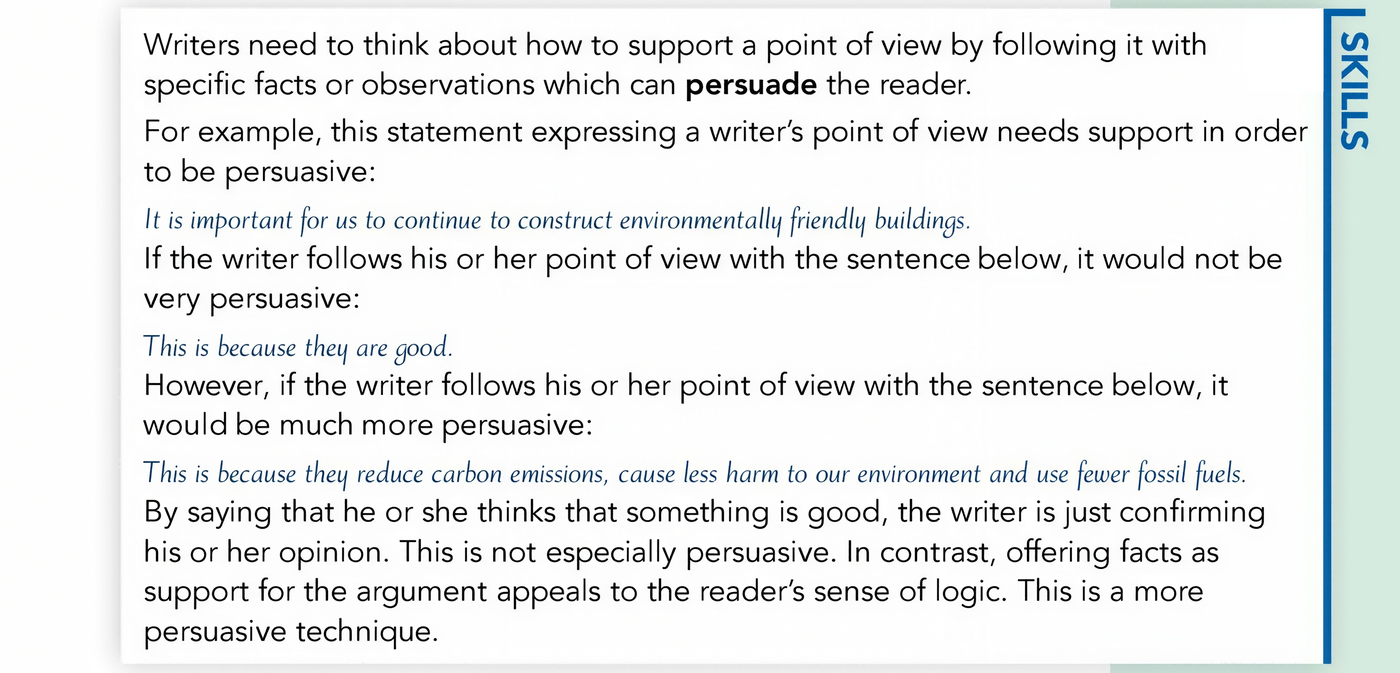 Writers need to think about how to support a point of view by following it with
specific facts or observations which can persuade the reader.
For example, this statement expressing a writer’s point of view needs support in order
to be persuasive:
It is important for us to continue to construct environmentally friendly buildings.
If the writer follows his or her point of view with the sentence below, it would not be
very persuasive:
This is because they are good.
However, if the writer follows his or her point of view with the sentence below, it
would be much more persuasive:
This is because they reduce carbon emissions, cause less harm to our environment and use fewer fossil fuels.
By saying that he or she thinks that something is good, the writer is just confirming
his or her opinion. This is not especially persuasive. In contrast, offering facts as
support for the argument appeals to the reader’s sense of logic. This is a more
persuasive technique.
SKILLS